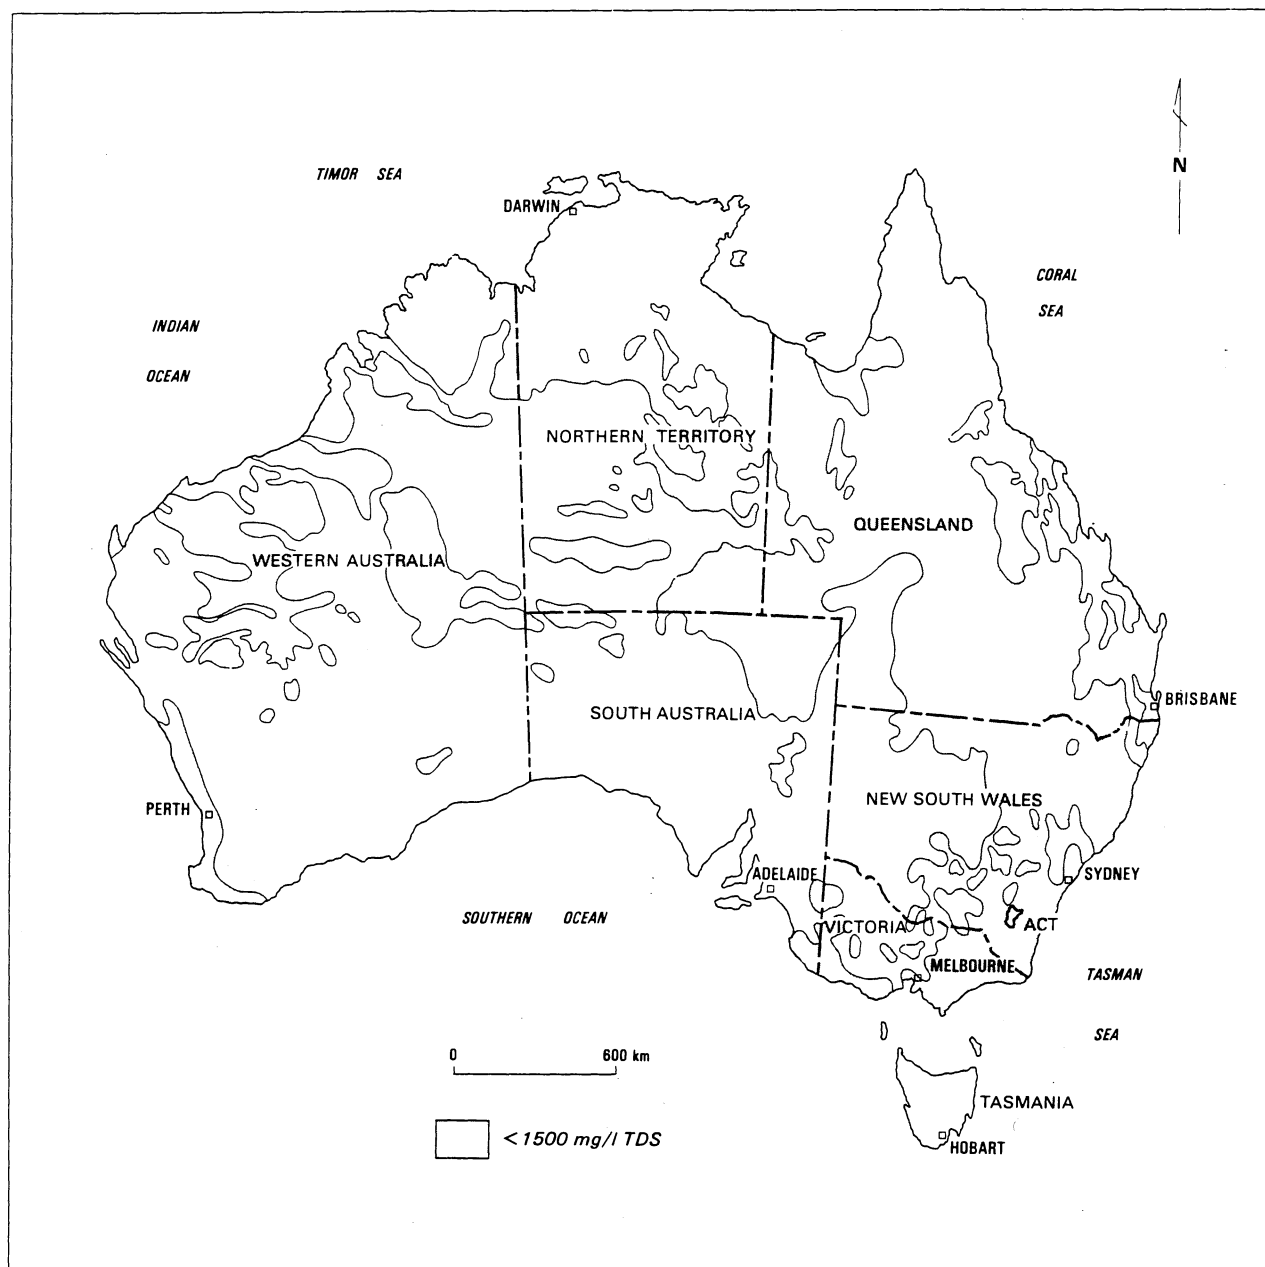 N
TIMOR SEA
DARWIN
CORAL
SEA
INDIAN
OCEAN
NORTHERN TERRITORY
QUEENSLAND
WESTERN AUSTRALIA
BRISBANE
SOUTH AUSTRALIA
NEW SOUTH WALES
PERTH
ADELAIDE
SYDNEY
SOUTHERN OCEAN
VICTORIA
ACT
MELBOURNE
TASMAN
SEA
0 600 km
TASMANIA
<1500 mg/l TDS
HOBART